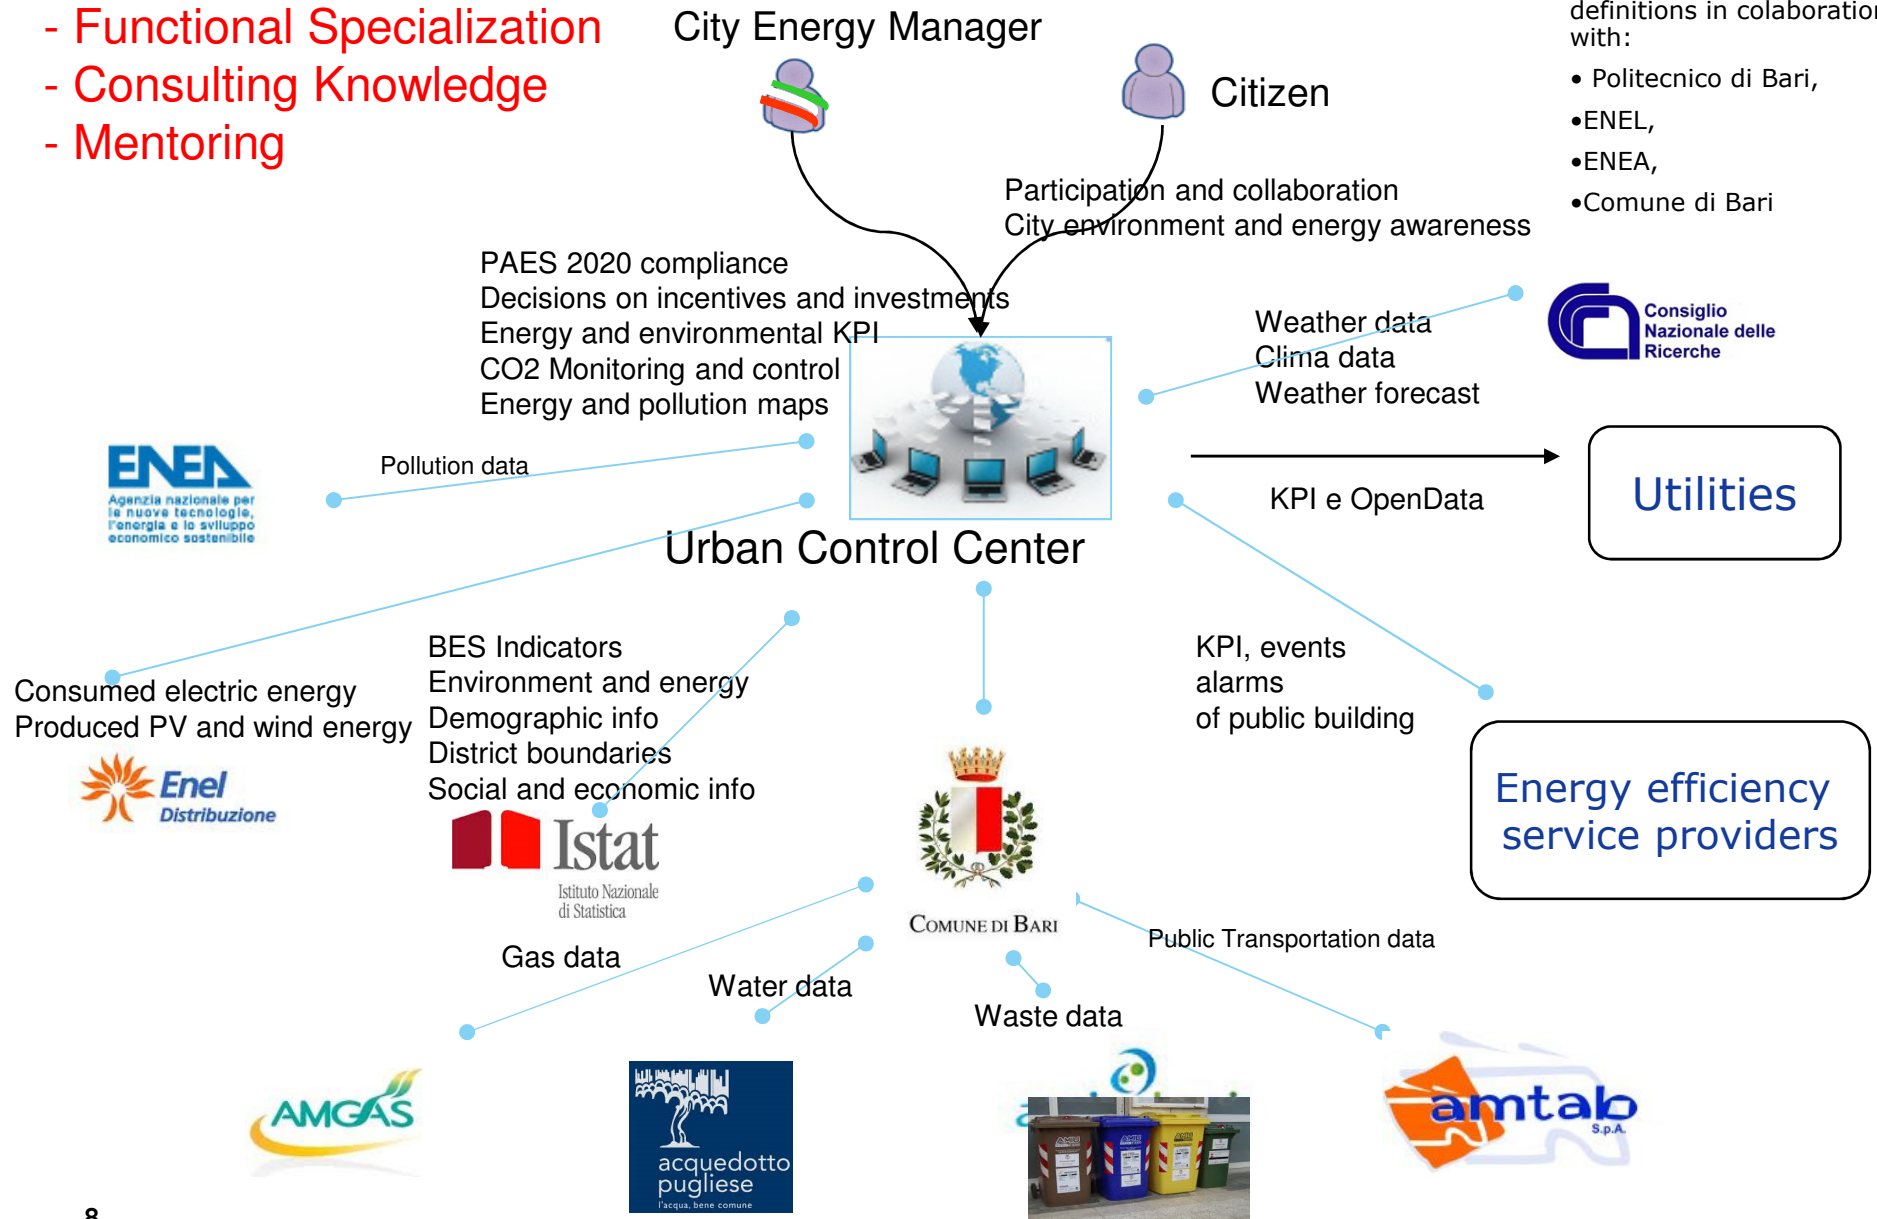 - Functional Specialization
- Consulting Knowledge
- Mentoring
City Energy Manager
Citizen
definitions in colaboration
with:
• Politecnico di Bari,
•ENEL,
•ENEA,
•Comune di Bari
Participation and collaboration
City environment and energy awareness
PAES 2020 compliance
Decisions on incentives and investments
Energy and environmental KPI
CO2 Monitoring and control
Energy and pollution maps
Weather data
Clima data
Weather forecast
Consiglio
Nazionale delle
Ricerche
ENEA
Agenzia nazionale per
le nuove tecnologie,
l'energia e lo sviluppo
economico sostenibile
Pollution data
KPI e OpenData
Utilities
Urban Control Center
Consumed electric energy
Produced PV and wind energy
Enel
Distribuzione
BES Indicators
Environment and energy
Demographic info
District boundaries
Social and economic info
Istat
Istituto Nazionale
di Statistica
KPI, events
alarms
of public building
Energy efficiency
service providers
COMUNE DI BARI
Gas data
Water data
Waste data
Public Transportation data
AMGAS
acquedotto
pugliese
l'acqua, bene comune
AMIU
AMIU
AMIU
amtab
S.p.A.
8